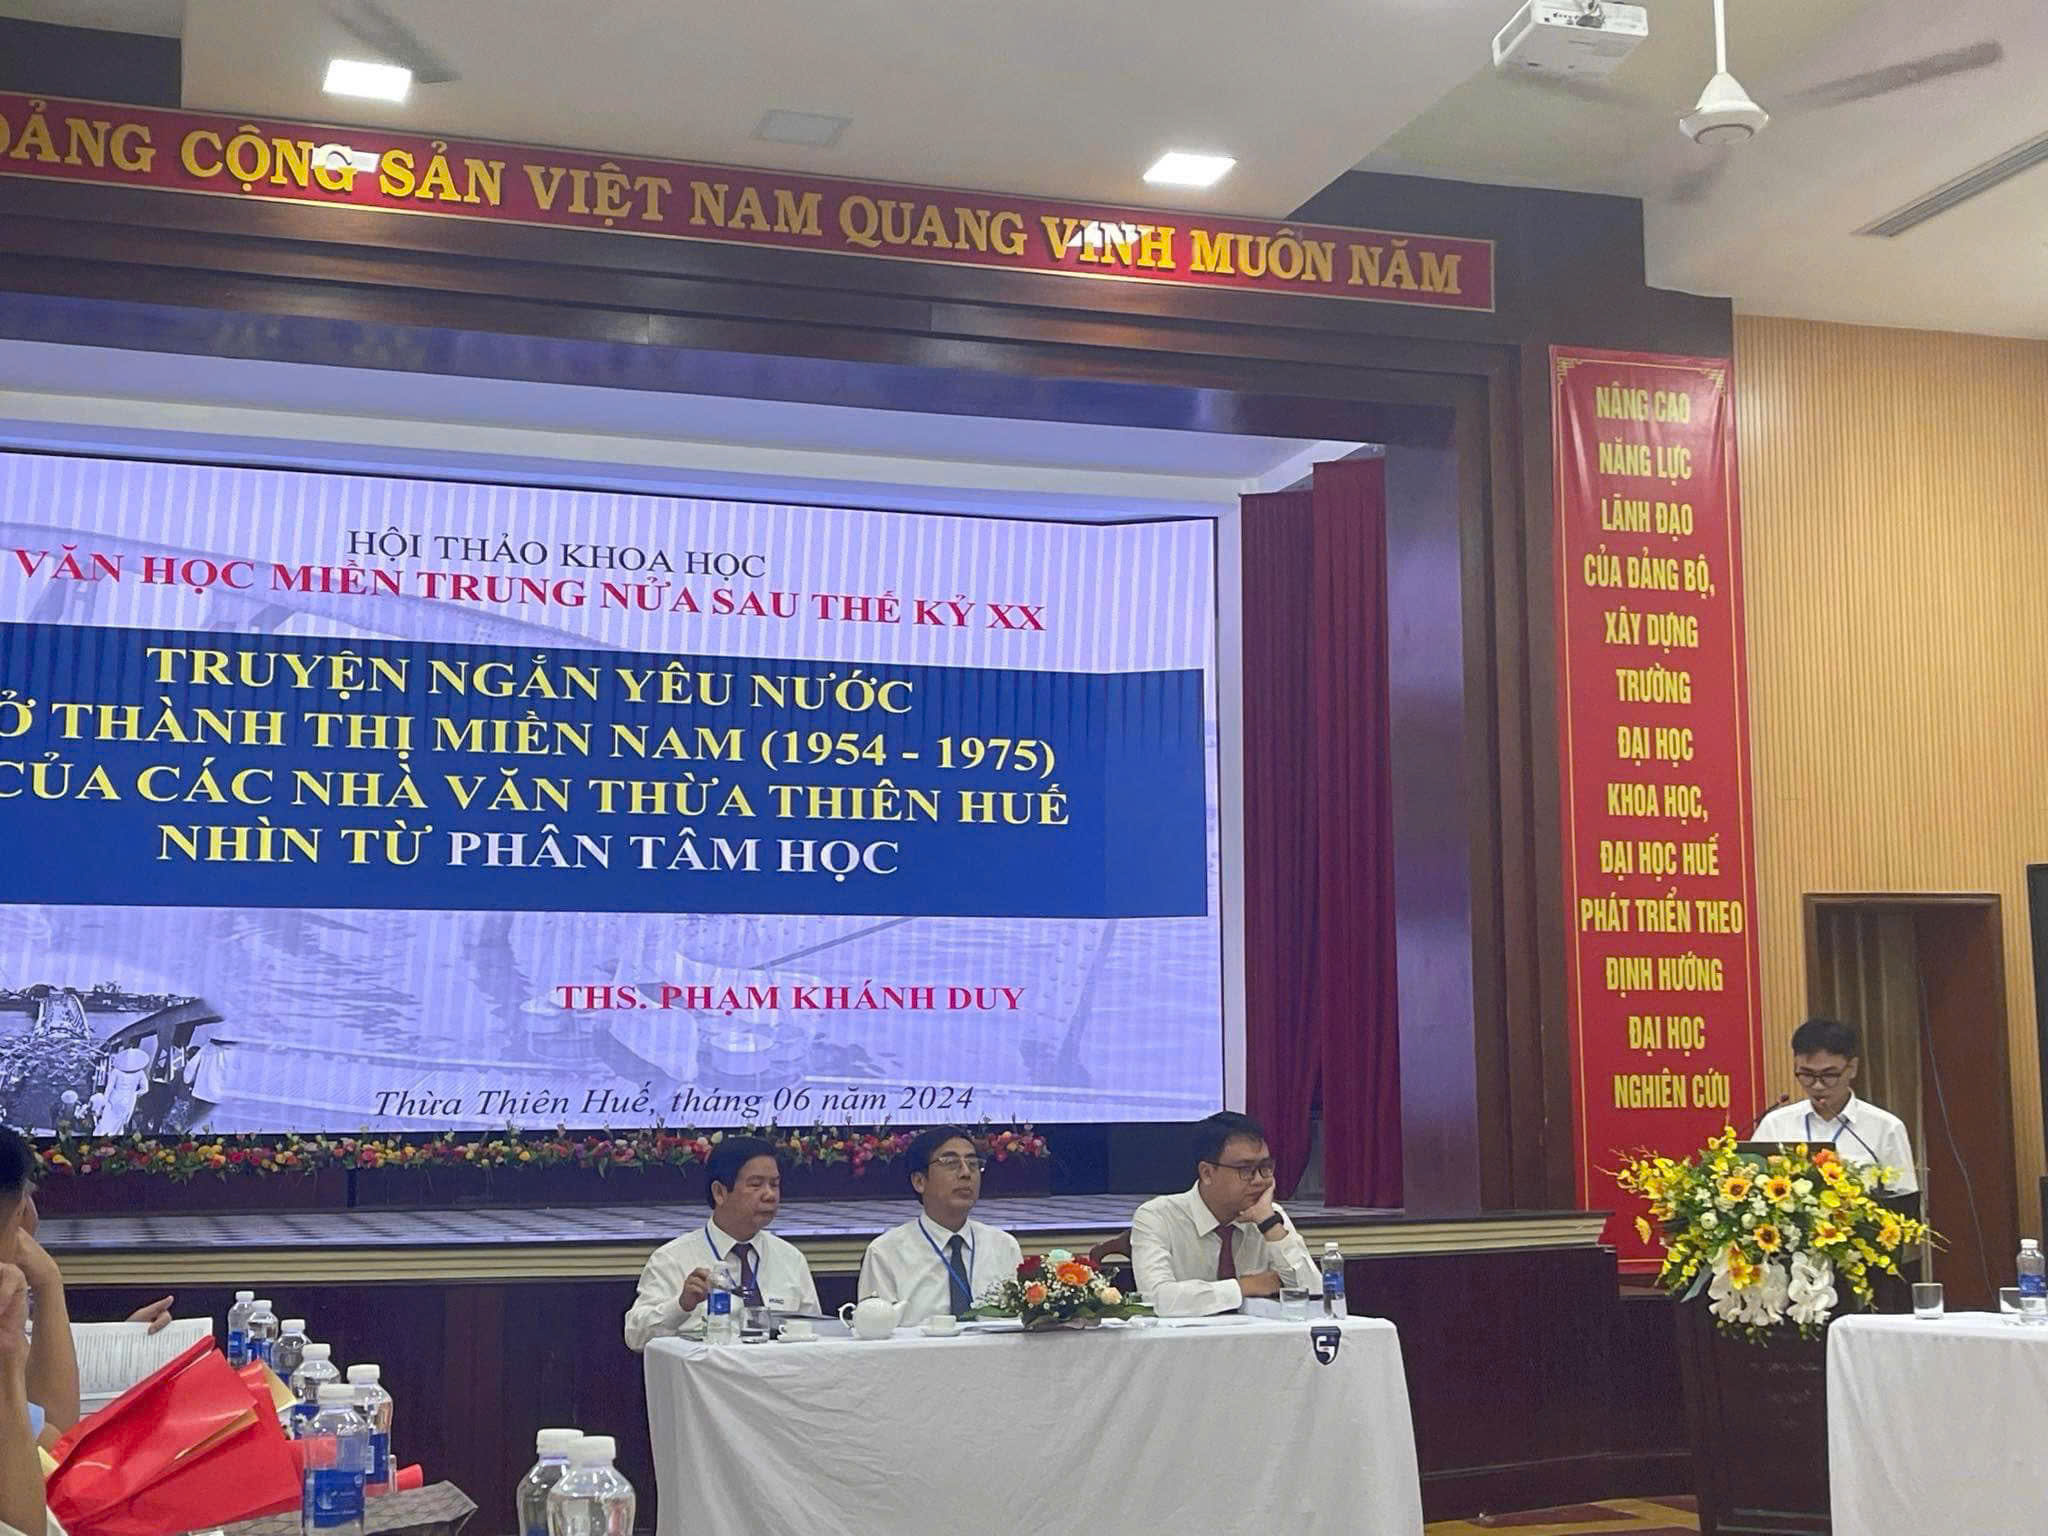 ĐẢNG CỘNG SẢN VIỆT NAM QUANG VINH MUÔN NĂM
HỘI THẢO KHOA HỌC
VĂN HỌC MIỀN TRUNG NỬA SAU THẾ KỶ XX
TRUYỆN NGẮN YÊU NƯỚC
Ở THÀNH THỊ MIỀN NAM (1954 - 1975)
CỦA CÁC NHÀ VĂN THỪA THIÊN HUẾ
NHÌN TỪ PHÂN TÂM HỌC
THS. PHẠM KHÁNH DUY
Thừa Thiên Huế, tháng 06 năm 2024
NÂNG CAO
NĂNG LỰC
LÃNH ĐẠO
CỦA ĐẢNG BỘ,
XÂY DỰNG
TRƯỜNG
ĐẠI HỌC
KHOA HỌC,
ĐẠI HỌC HUẾ
PHÁT TRIỂN THEO
ĐỊNH HƯỚNG
ĐẠI HỌC
NGHIÊN CỨU